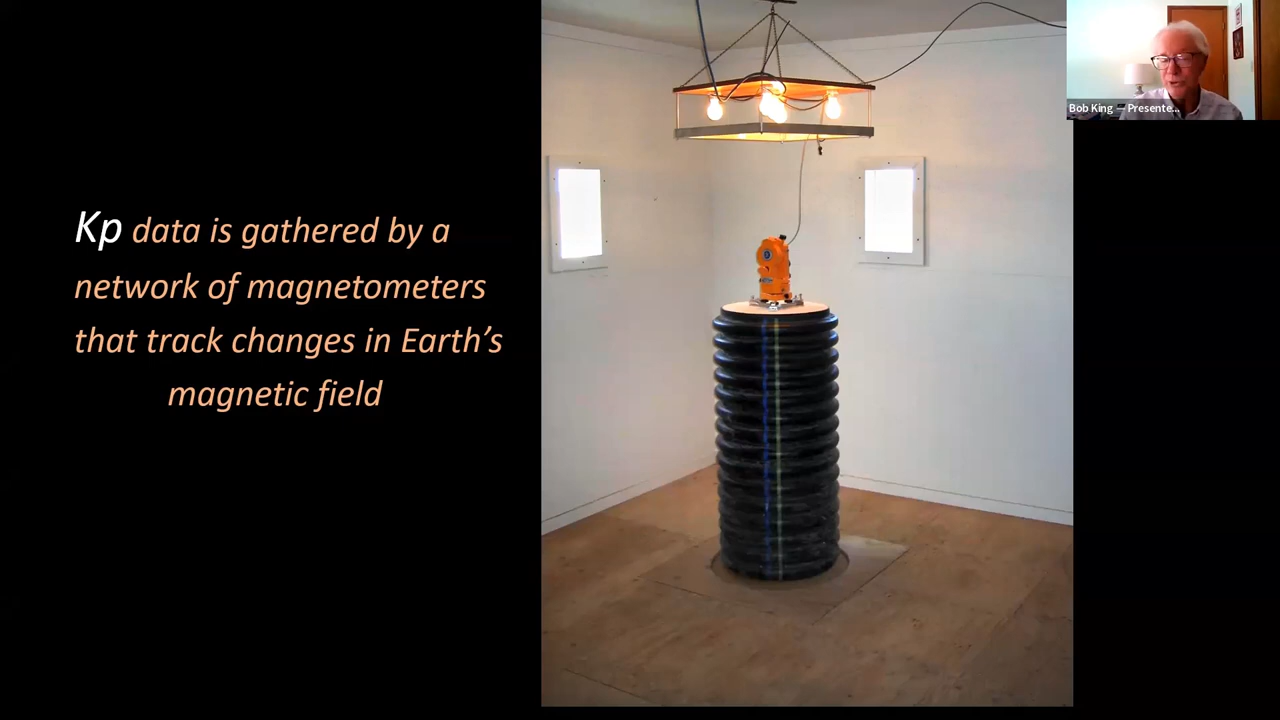 Kp data is gathered by a
network of magnetometers
that track changes in Earth’s
magnetic field
Bob King — Presente...